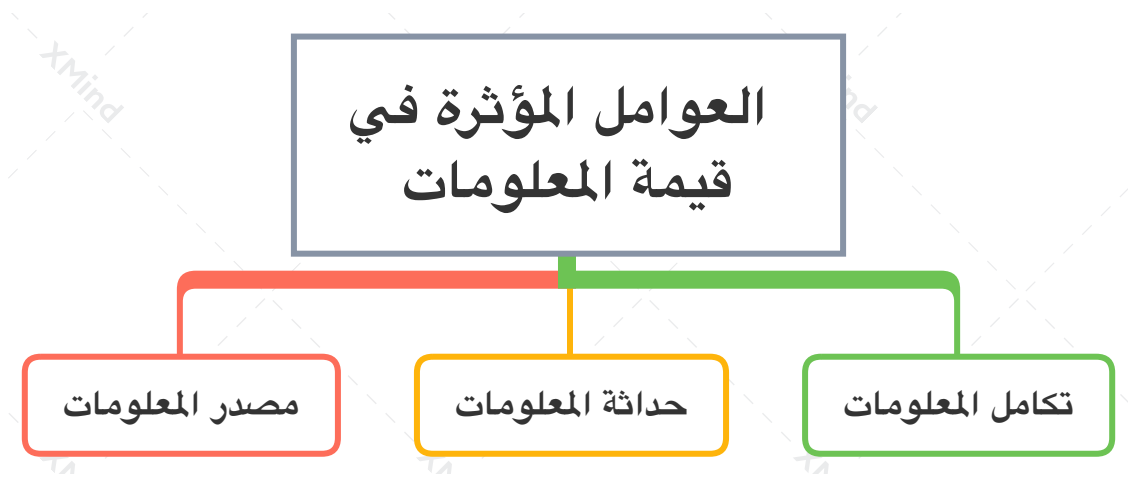 العوامل المؤثرة في
قيمة المعلومات
تكامل المعلومات
حداثة المعلومات
مصدر المعلومات
XMind